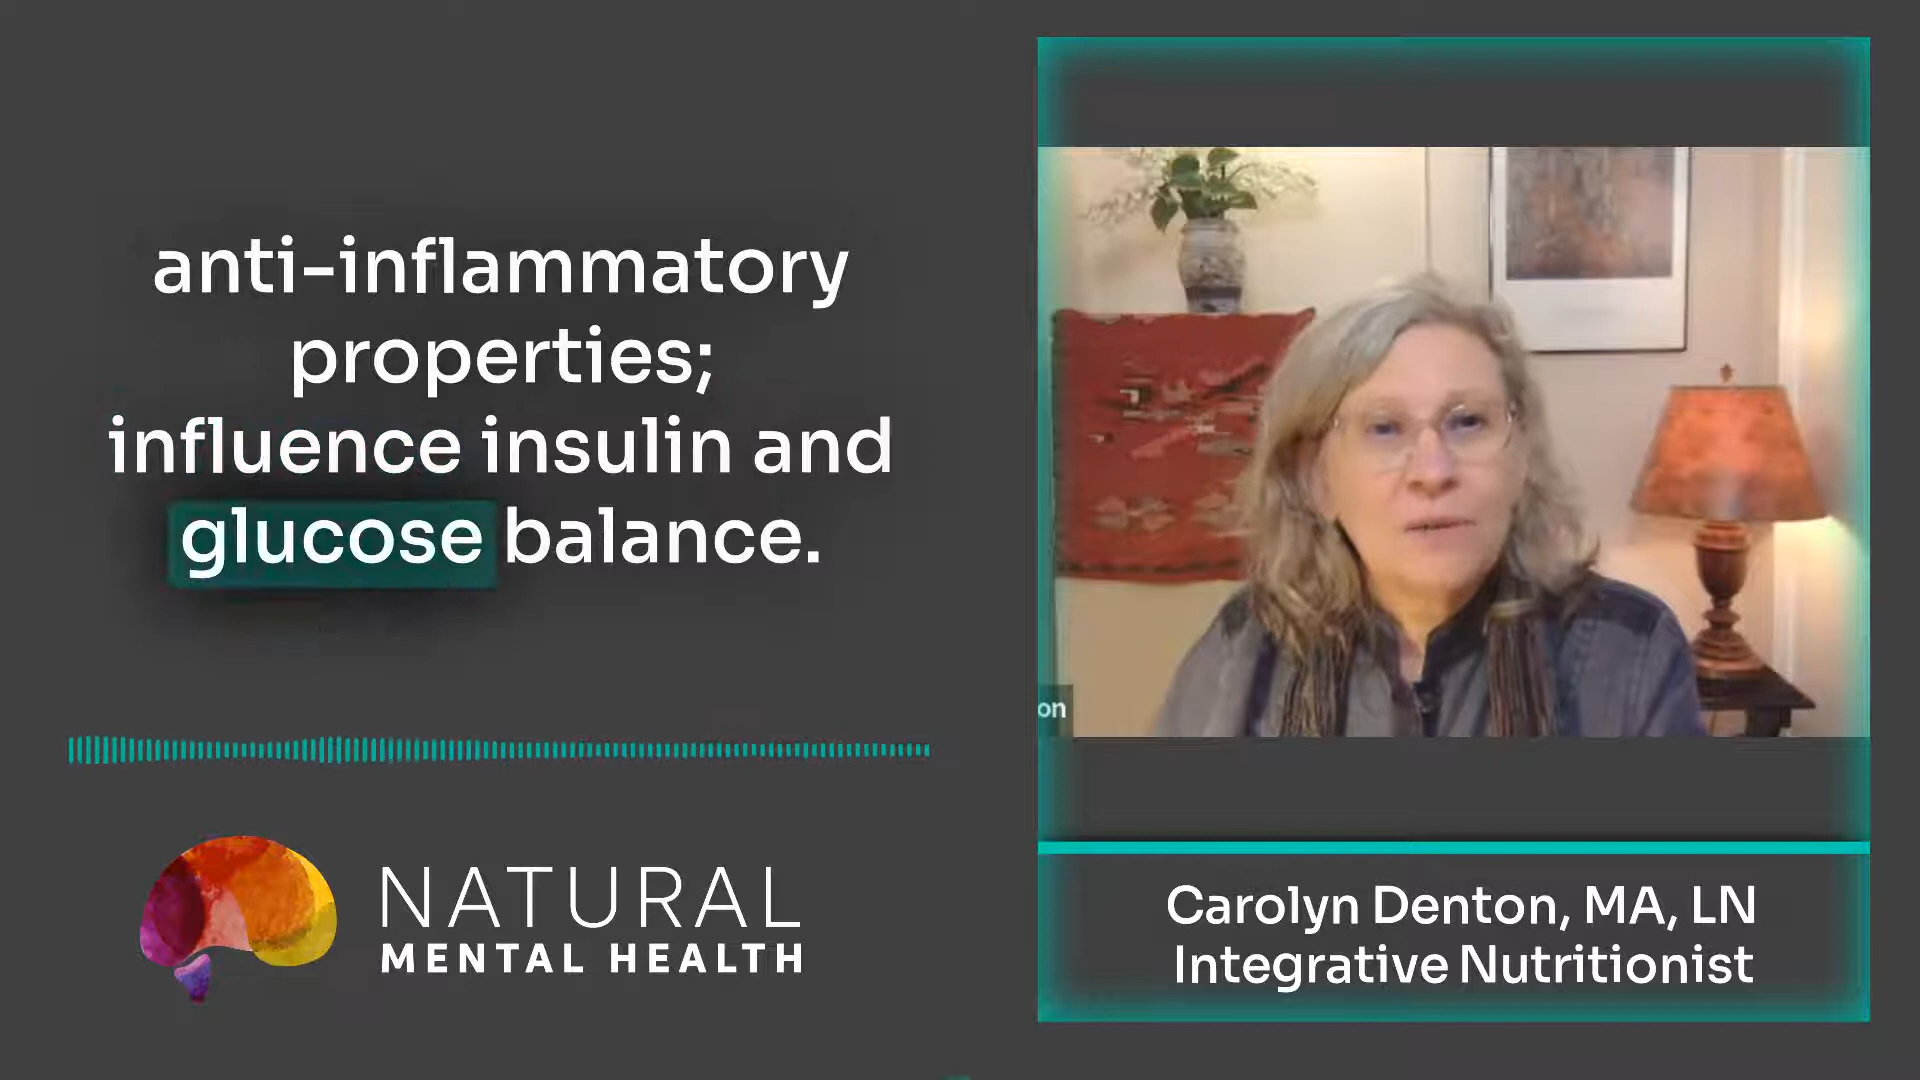 anti-inflammatory
properties;
influence insulin and
glucose balance.
on
NATURAL
MENTAL HEALTH
Carolyn Denton, MA, LN
Integrative Nutritionist